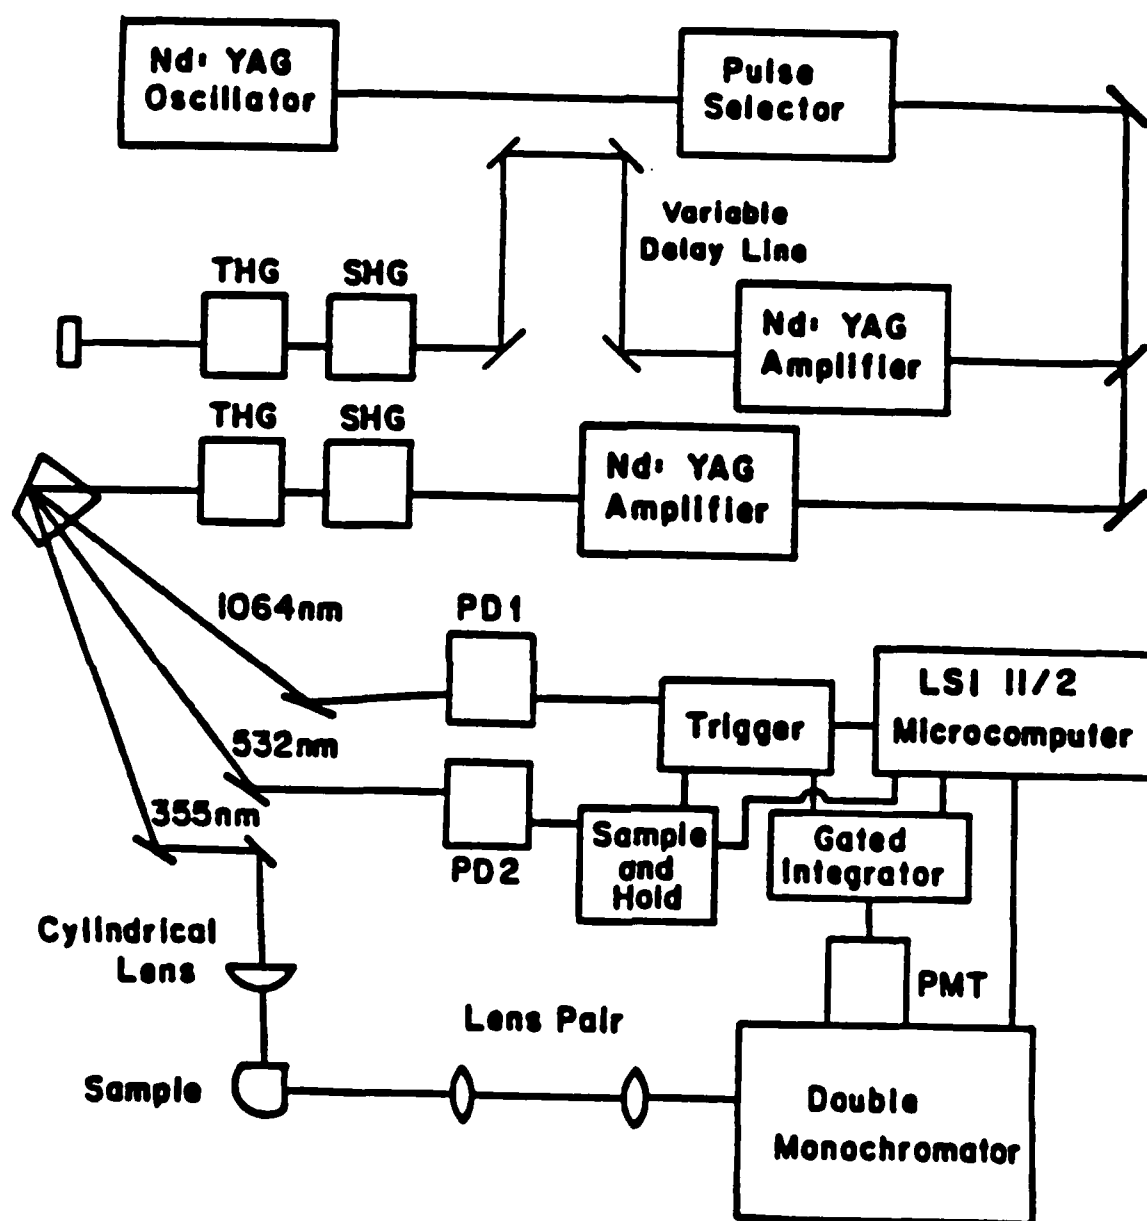 Nd: YAG
Oscillator
Pulse
Selector
Variable
Delay Line
THG
SHG
Nd: YAG
Amplifier
THG
SHG
Nd: YAG
Amplifier
1064nm
PD1
LSI 11/2
Microcomputer
Trigger
532nm
355nm
PD2
Sample
and
Hold
Gated
Integrator
Cylindrical
Lens
PMT
Lens Pair
Sample
Double
Monochromator